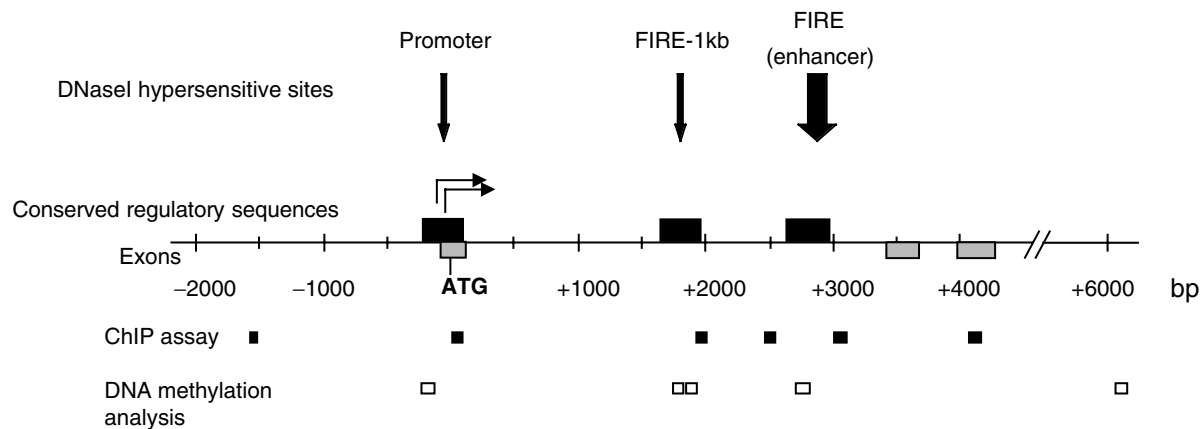 Promoter
FIRE-1kb
FIRE
(enhancer)
DNaseI hypersensitive sites
Conserved regulatory sequences
Exons
ATG
−2000 −1000 +1000 +2000 +3000 +4000 +6000 bp
ChIP assay
DNA methylation
analysis